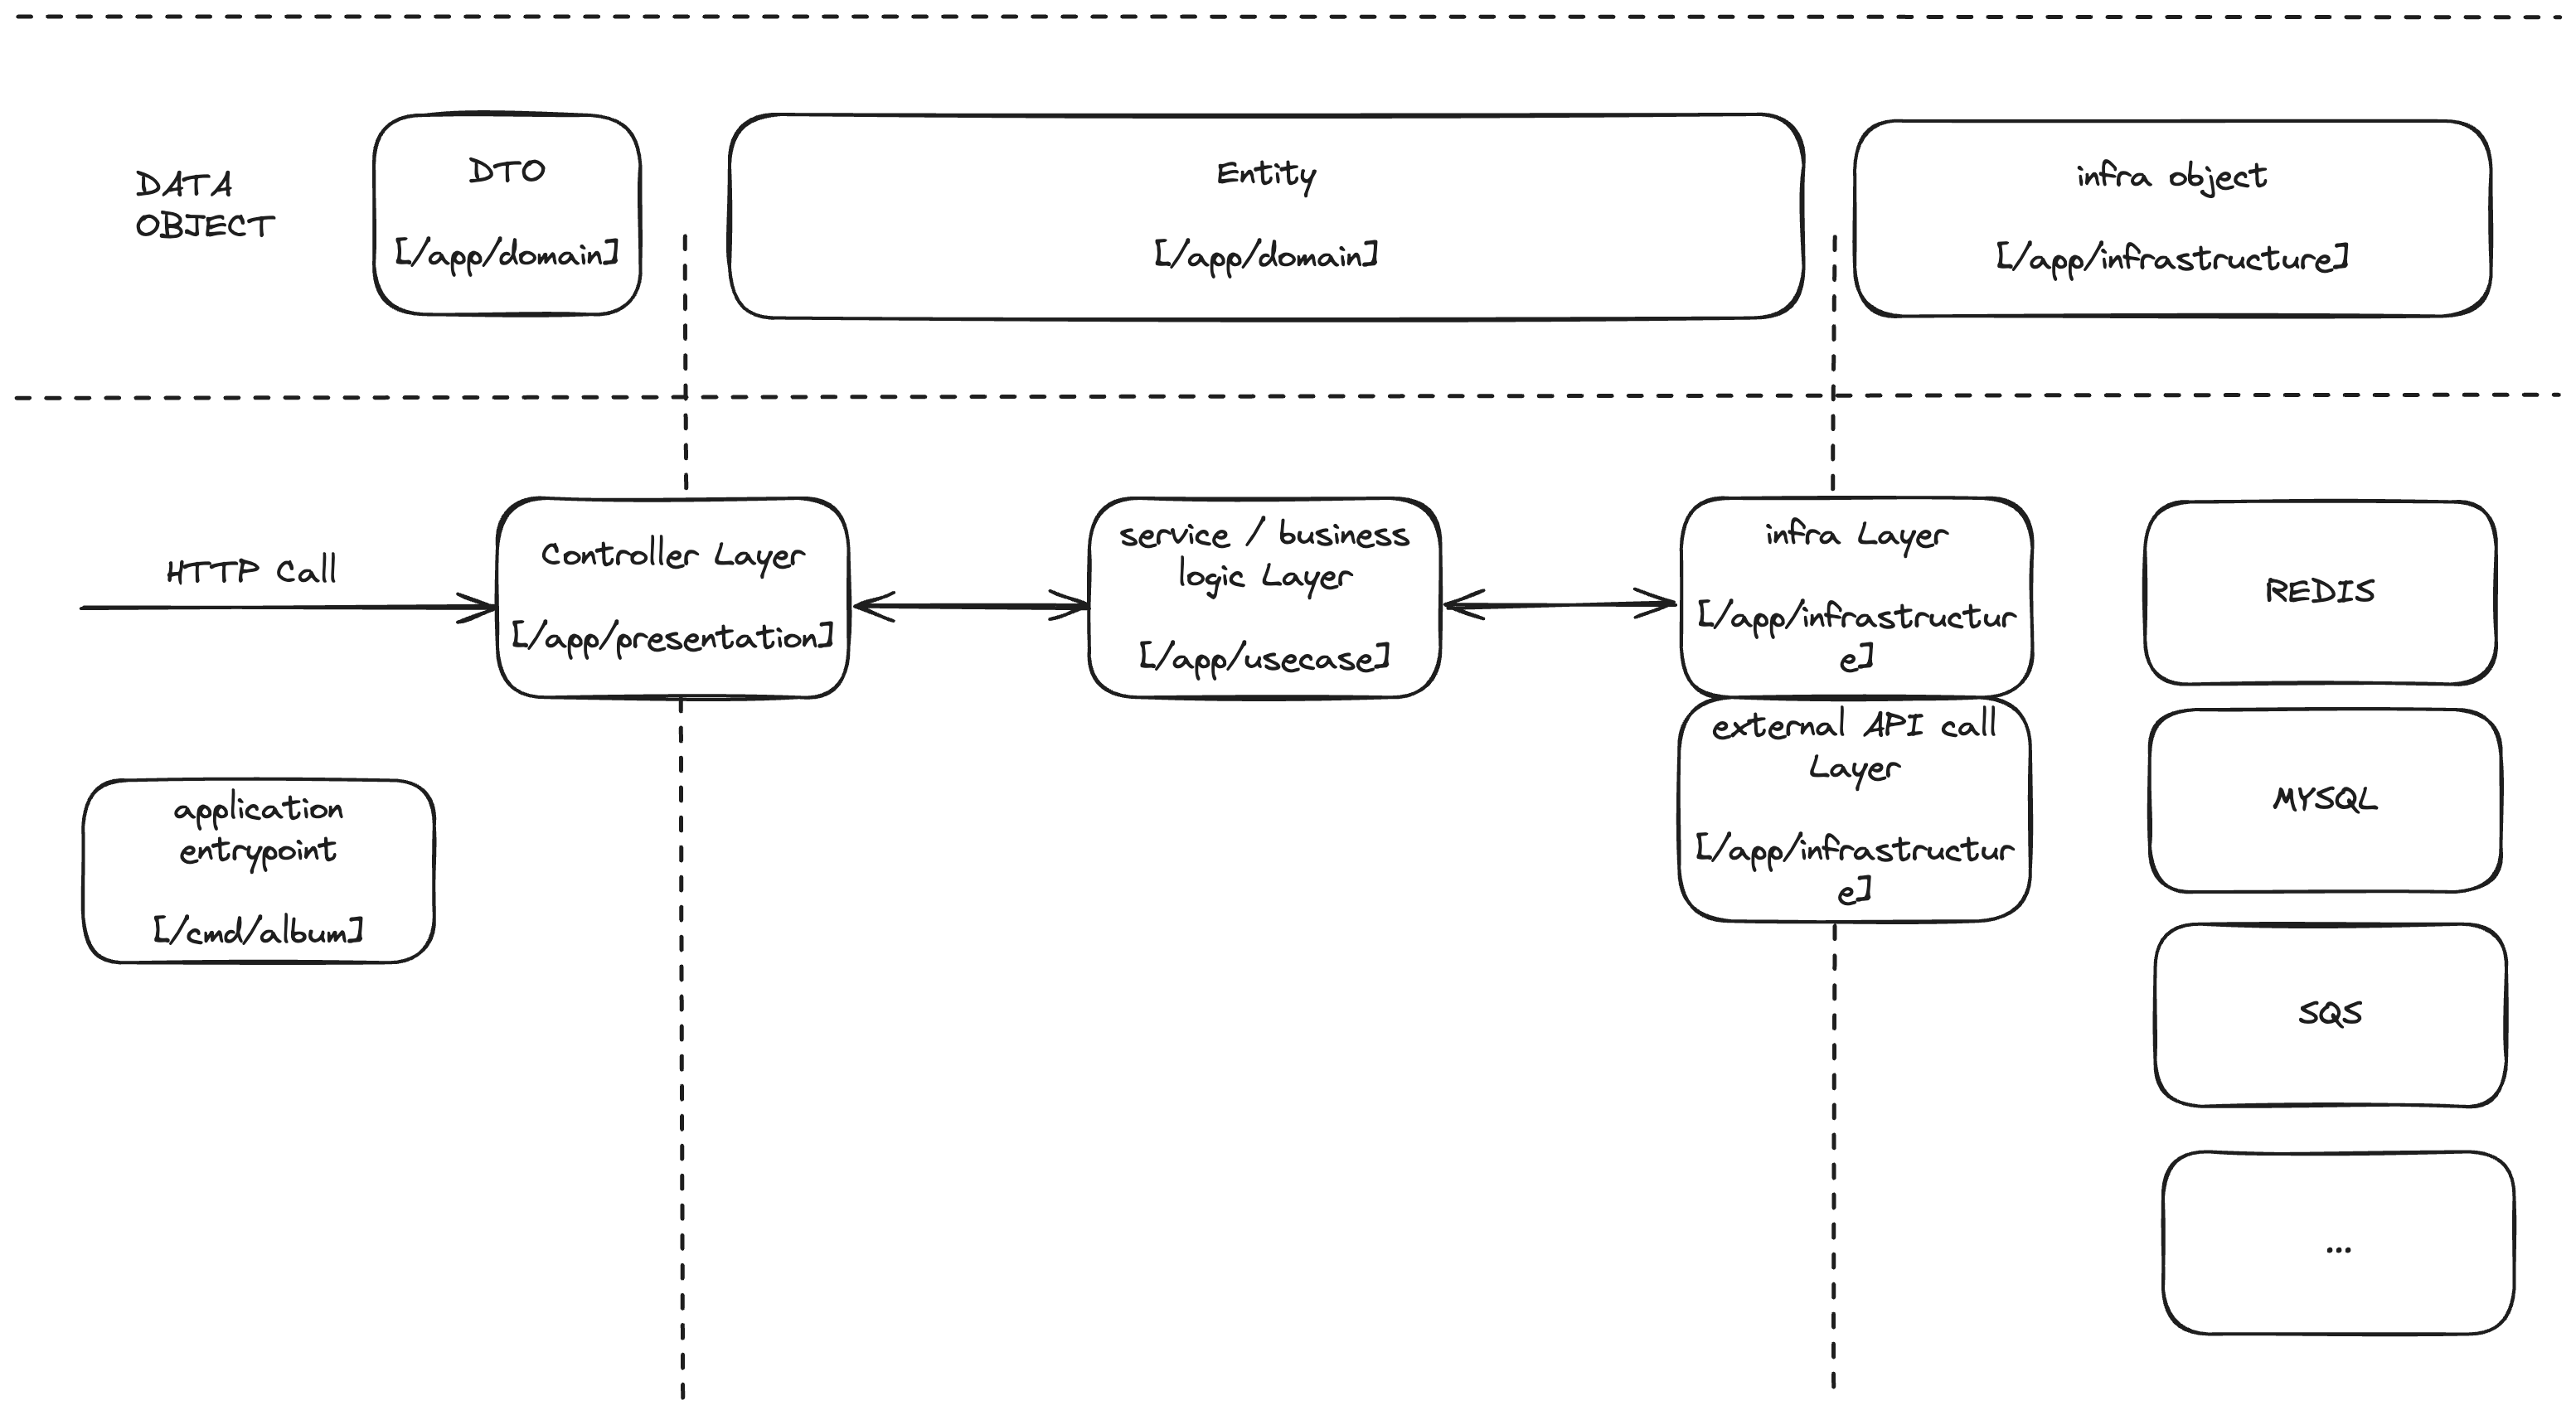 DATA
OBJECT
DTO
[/app/domain]
Entity
[/app/domain]
infra object
[/app/infrastructure]
HTTP Call
Controller Layer
[/app/presentation]
service / business
logic Layer
[/app/usecase]
infra Layer
[/app/infrastructur
e]
external API call
Layer
[/app/infrastructur
e]
application
entrypoint
[/cmd/album]
REDIS
MYSQL
SQS
...